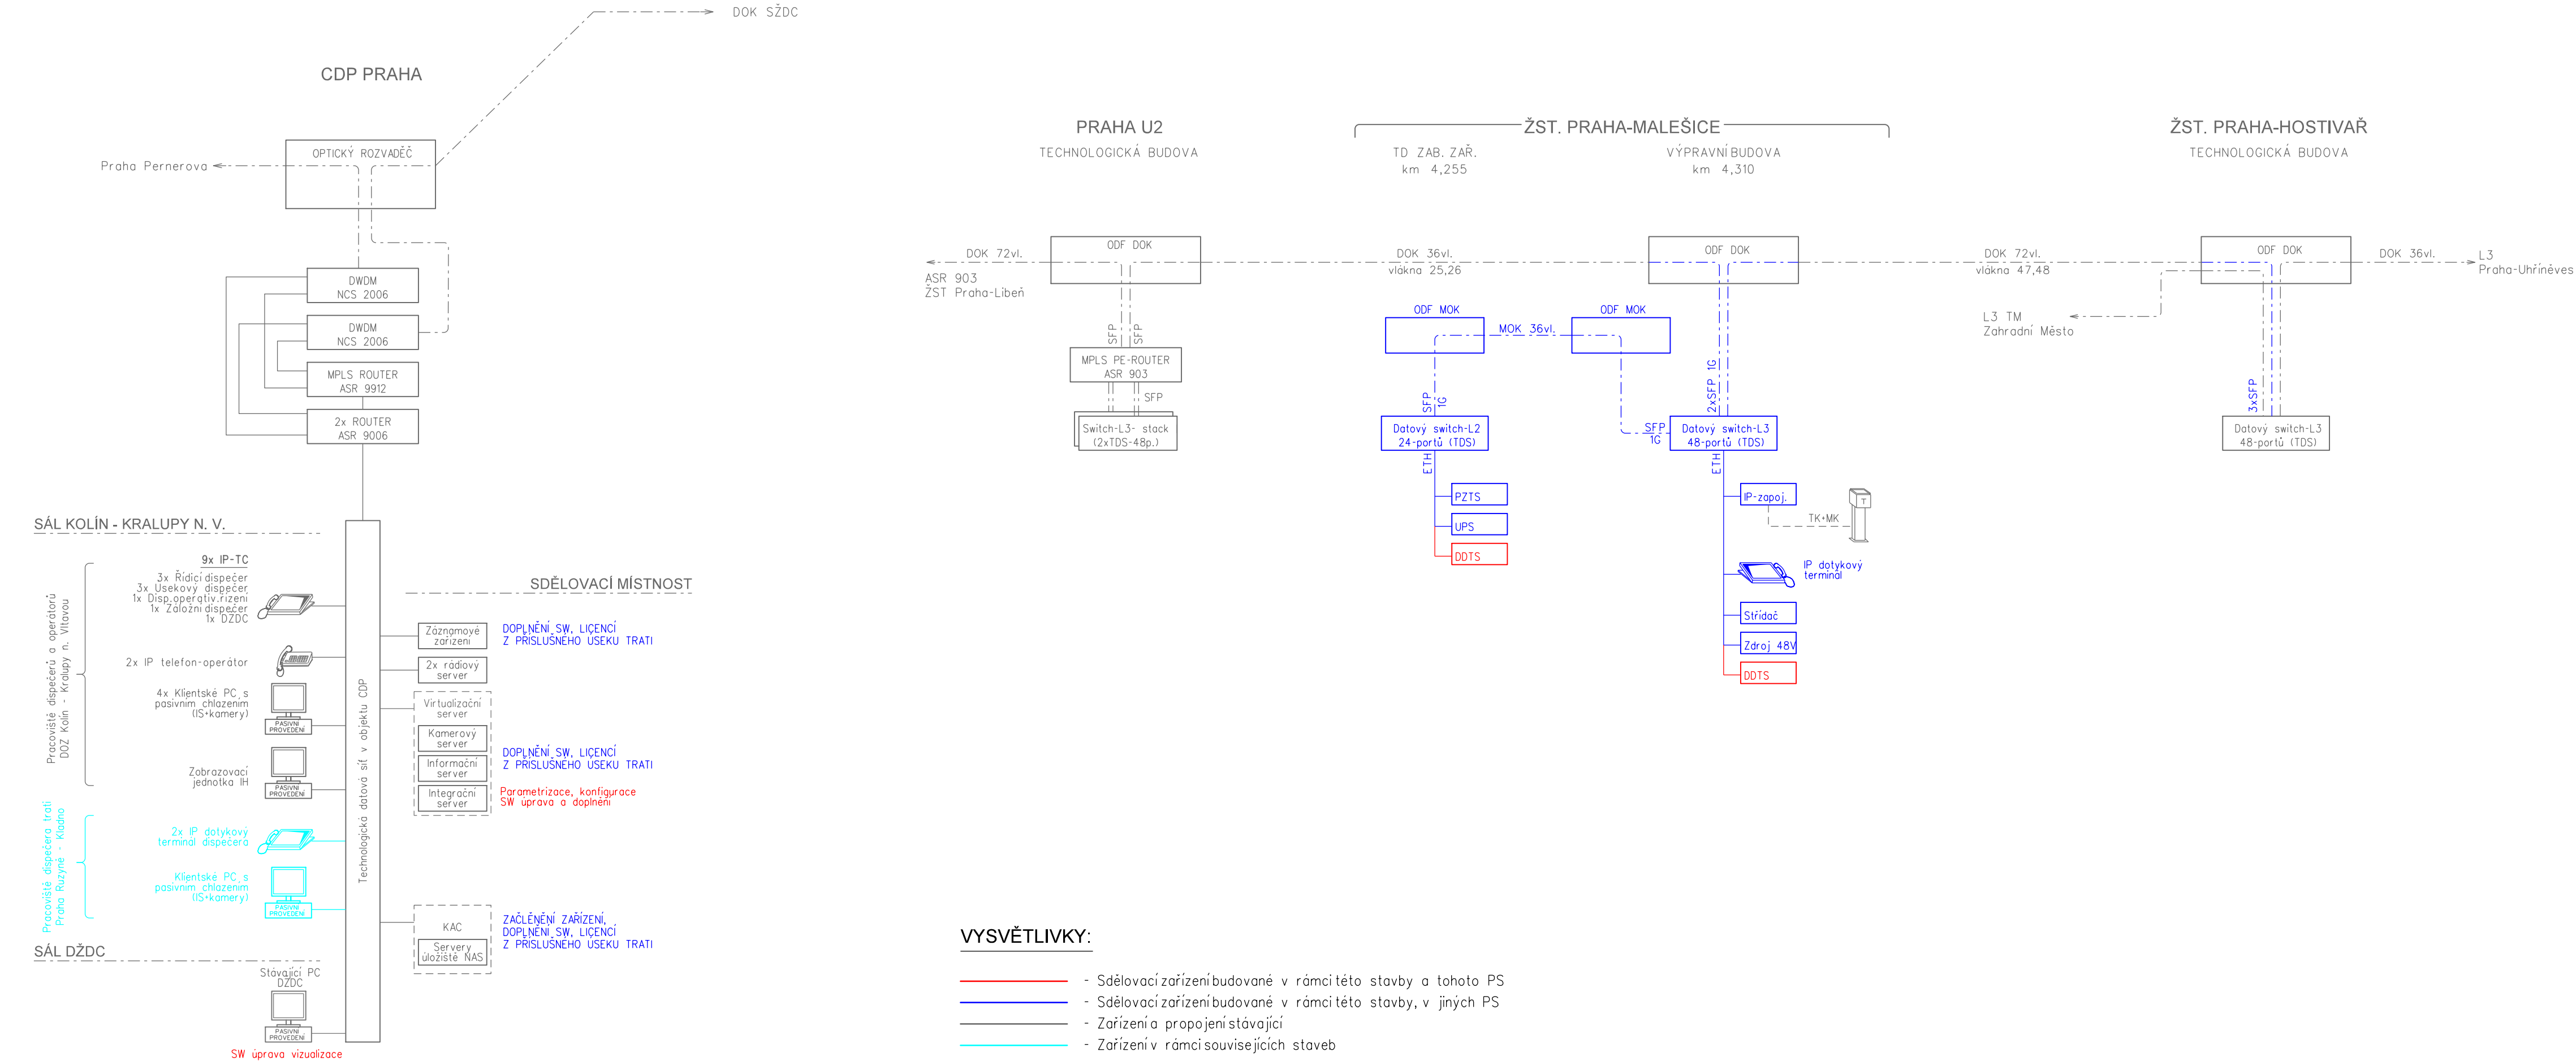 DOK SŽDC
CDP PRAHA
OPTICKÝ ROZVADĚČ
Praha Pernerova
DWDM
NCS 2006
DWDM
NCS 2006
MPLS ROUTER
ASR 9912
2x ROUTER
ASR 9006
SÁL KOLÍN - KRALUPY N. V.
9x IP-TC
3x Řídicí dispečer
3x Úsekový dispečer
1x Disp.operativ.řízení
1x Záložní dispečer
1x DŽDC
2x IP telefon-operátor
4x Klientské PC s
pasivním chlazením
(IS+kamery)
PASIVNÍ
PROVEDENÍ
Zobrazovací
jednotka IH
PASIVNÍ
PROVEDENÍ
Pracoviště dispečerů a operátorů
DOZ Kolín - Kralupy n. Vltavou
2x IP datykový
terminál dispečera
Klientské PC s
pasivním chlazením
(IS+kamery)
PASIVNÍ
PROVEDENÍ
Pracoviště dispečera trati
Praha Ruzyně - Kladno
SÁL DŽDC
Stávající PC
DŽDC
PASIVNÍ
PROVEDENÍ
SW úprava vizualizace
Technologická datová síť v objektu CDP
SDĚLOVACÍ MÍSTNOST
Záznamové
zařízení
DOPLNĚNÍ SW, LICENCÍ
Z PŘÍSLUŠNÉHO ÚSEKU TRATI
2x rádiový
server
Virtualizační
server
Kamerový
server
Informační
server
DOPLNĚNÍ SW, LICENCÍ
Z PŘÍSLUŠNÉHO ÚSEKU TRATI
Integrační
server
Parametrizace, konfigurace
SW úprava a doplnění
KAC
Servery
úložiště NAS
ZAČLENĚNÍ ZAŘÍZENÍ,
DOPLNĚNÍ SW, LICENCÍ
Z PŘÍSLUŠNÉHO ÚSEKU TRATI
PRAHA U2
TECHNOLOGICKÁ BUDOVA
ŽST. PRAHA-MALEŠICE
TD ZAB. ZAŘ.
km 4,255
VÝPRAVNÍ BUDOVA
km 4,310
ŽST. PRAHA-HOSTIVAŘ
TECHNOLOGICKÁ BUDOVA
DOK 72vl.
ASR 903
ŽST Praha-Libeň
ODF DOK
DOK 36vl.
vlákna 25,26
ODF DOK
DOK 72vl.
vlákna 47,48
ODF DOK
DOK 36vl.
L3
Praha-Uhříněves
L3 TM
Zahradní Město
SFP
SFP
MPLS PE-ROUTER
ASR 903
SFP
Switch-L3- stack
(2xTDS-48p.)
ODF MOK
MOK 36vl.
ODF MOK
SFP
1G
Datový switch-L2
24-portů (TDS)
ETH
PZTS
UPS
DDTS
2xSFP 1G
SFP
1G
Datový switch-L3
48-portů (TDS)
ETH
IP-zapoj.
TK+MK
T
IP dotykový
terminál
Střídač
Zdroj 48V
DDTS
3xSFP
Datový switch-L3
48-portů (TDS)
VYSVĚTLIVKY:
- Sdělovací zařízení budované v rámci této stavby a tohoto PS
- Sdělovací zařízení budované v rámci této stavby, v jiných PS
- Zařízení a propojení stávající
- Zařízení v rámci souvisejících staveb